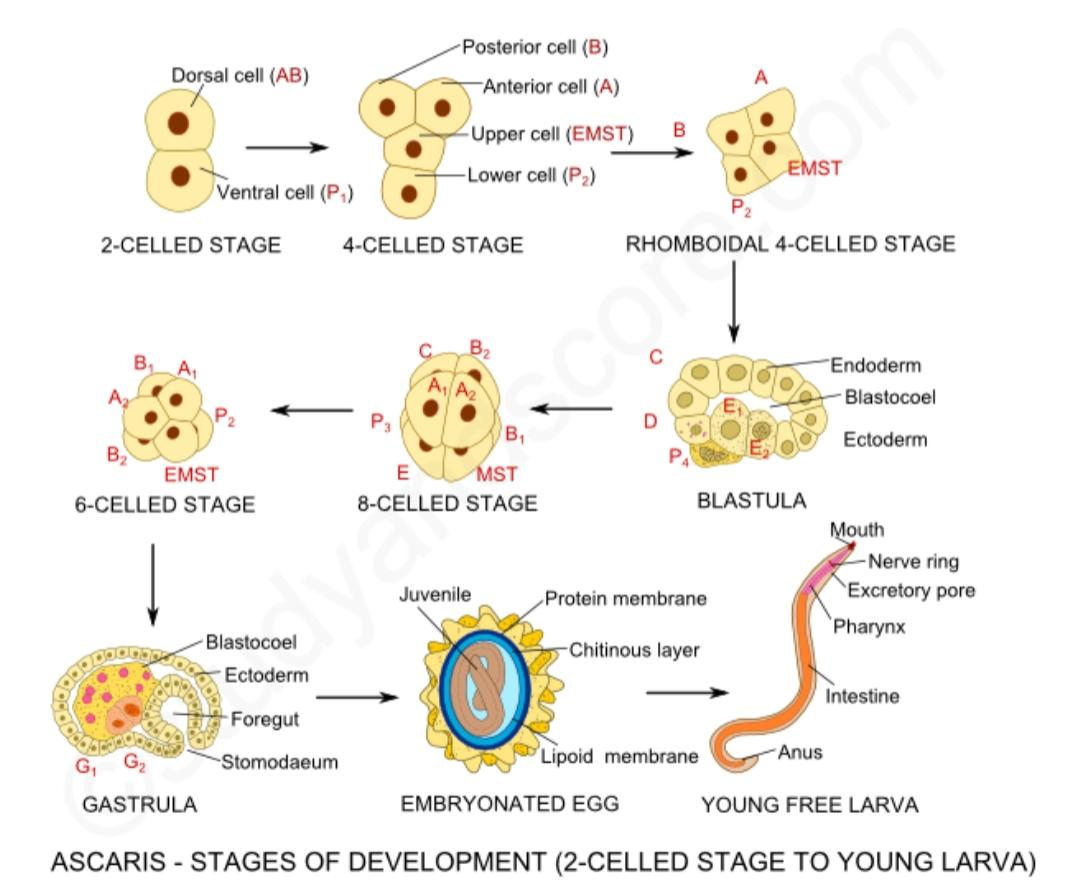 Posterior cell (B)
Dorsal cell (AB)
Anterior cell (A)
Upper cell (EMST)
Lower cell (P2)
Ventral cell (P1)
A
B
EMST
P2
2-CELLED STAGE
4-CELLED STAGE
RHOMBOIDAL 4-CELLED STAGE
B1
A1
A2
P2
B2
EMST
6-CELLED STAGE
C
B2
A1
A2
P3
B1
E
MST
8-CELLED STAGE
C
Endoderm
Blastocoel
E1
D
Ectoderm
E2
P4
BLASTULA
Blastocoel
Ectoderm
Foregut
Stomodaeum
G1
G2
GASTRULA
Juvenile
Protein membrane
Chitinous layer
Lipoid membrane
EMBRYONATED EGG
Mouth
Nerve ring
Excretory pore
Pharynx
Intestine
Anus
YOUNG FREE LARVA
ASCARIS - STAGES OF DEVELOPMENT (2-CELLED STAGE TO YOUNG LARVA)
©studyandscore.com